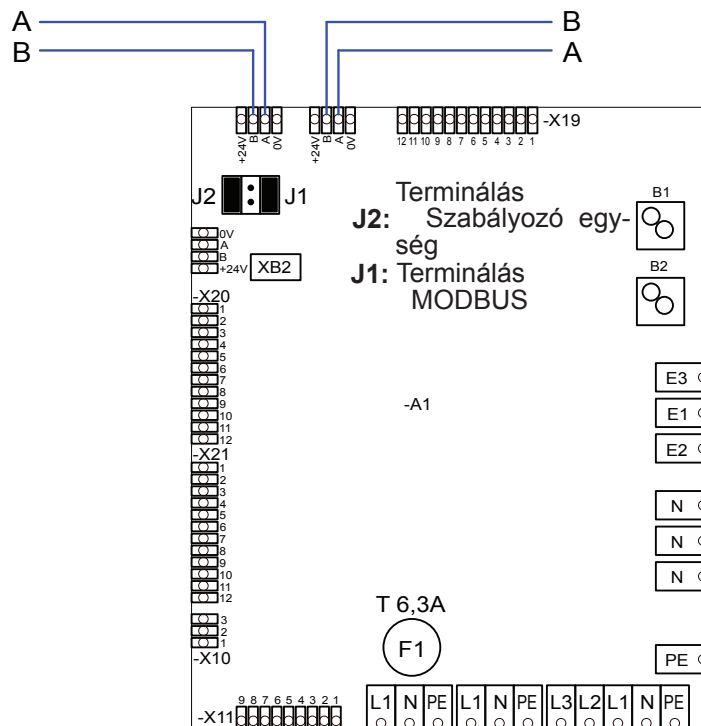 A
B
B
A
+24V
B
A
0V
+24V
B
A
0V
12 11 10 9 8 7 6 5 4 3 2 1
-X19
J2
J1
Terminálás
J2: Szabályozó egy-
ség
J1: Terminálás
MODBUS
B1
B2
0V
A
B
+24V
XB2
-X20
1
2
3
4
5
6
7
8
9
10
11
12
-X21
1
2
3
4
5
6
7
8
9
10
11
12
3
2
1
-X10
-A1
E3
E1
E2
N
N
N
PE
T 6,3A
F1
-X11
9 8 7 6 5 4 3 2 1
L1 N PE L1 N PE L3 L2 L1 N PE